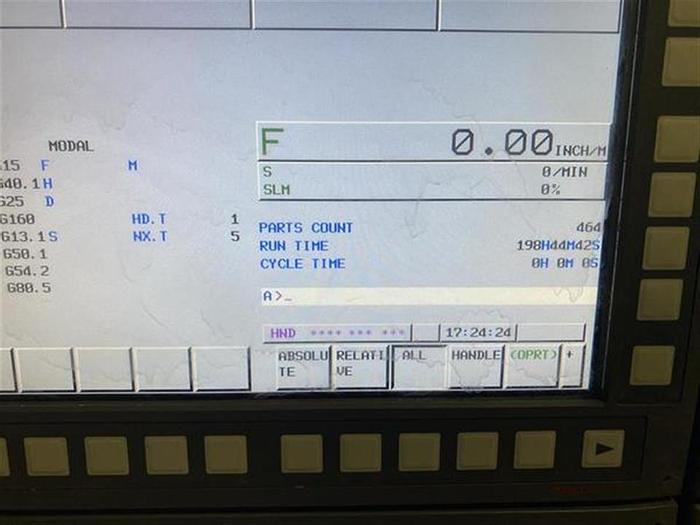 MODAL
G15 F M
G40.1 H
G25 D
G160 HD.T 1
G13.1 S NX.T 5
G50.1
G54.2
G80.5
F 0.00 INCH/M
S 0/MIN
SLM 0%
PARTS COUNT 464
RUN TIME 198H44M42S
CYCLE TIME 0H 0M 0S
A>_
HND **** *** *** 17:24:24
ABSOLU
TE
RELATI
VE
ALL
HANDLE
(OPRT)
+